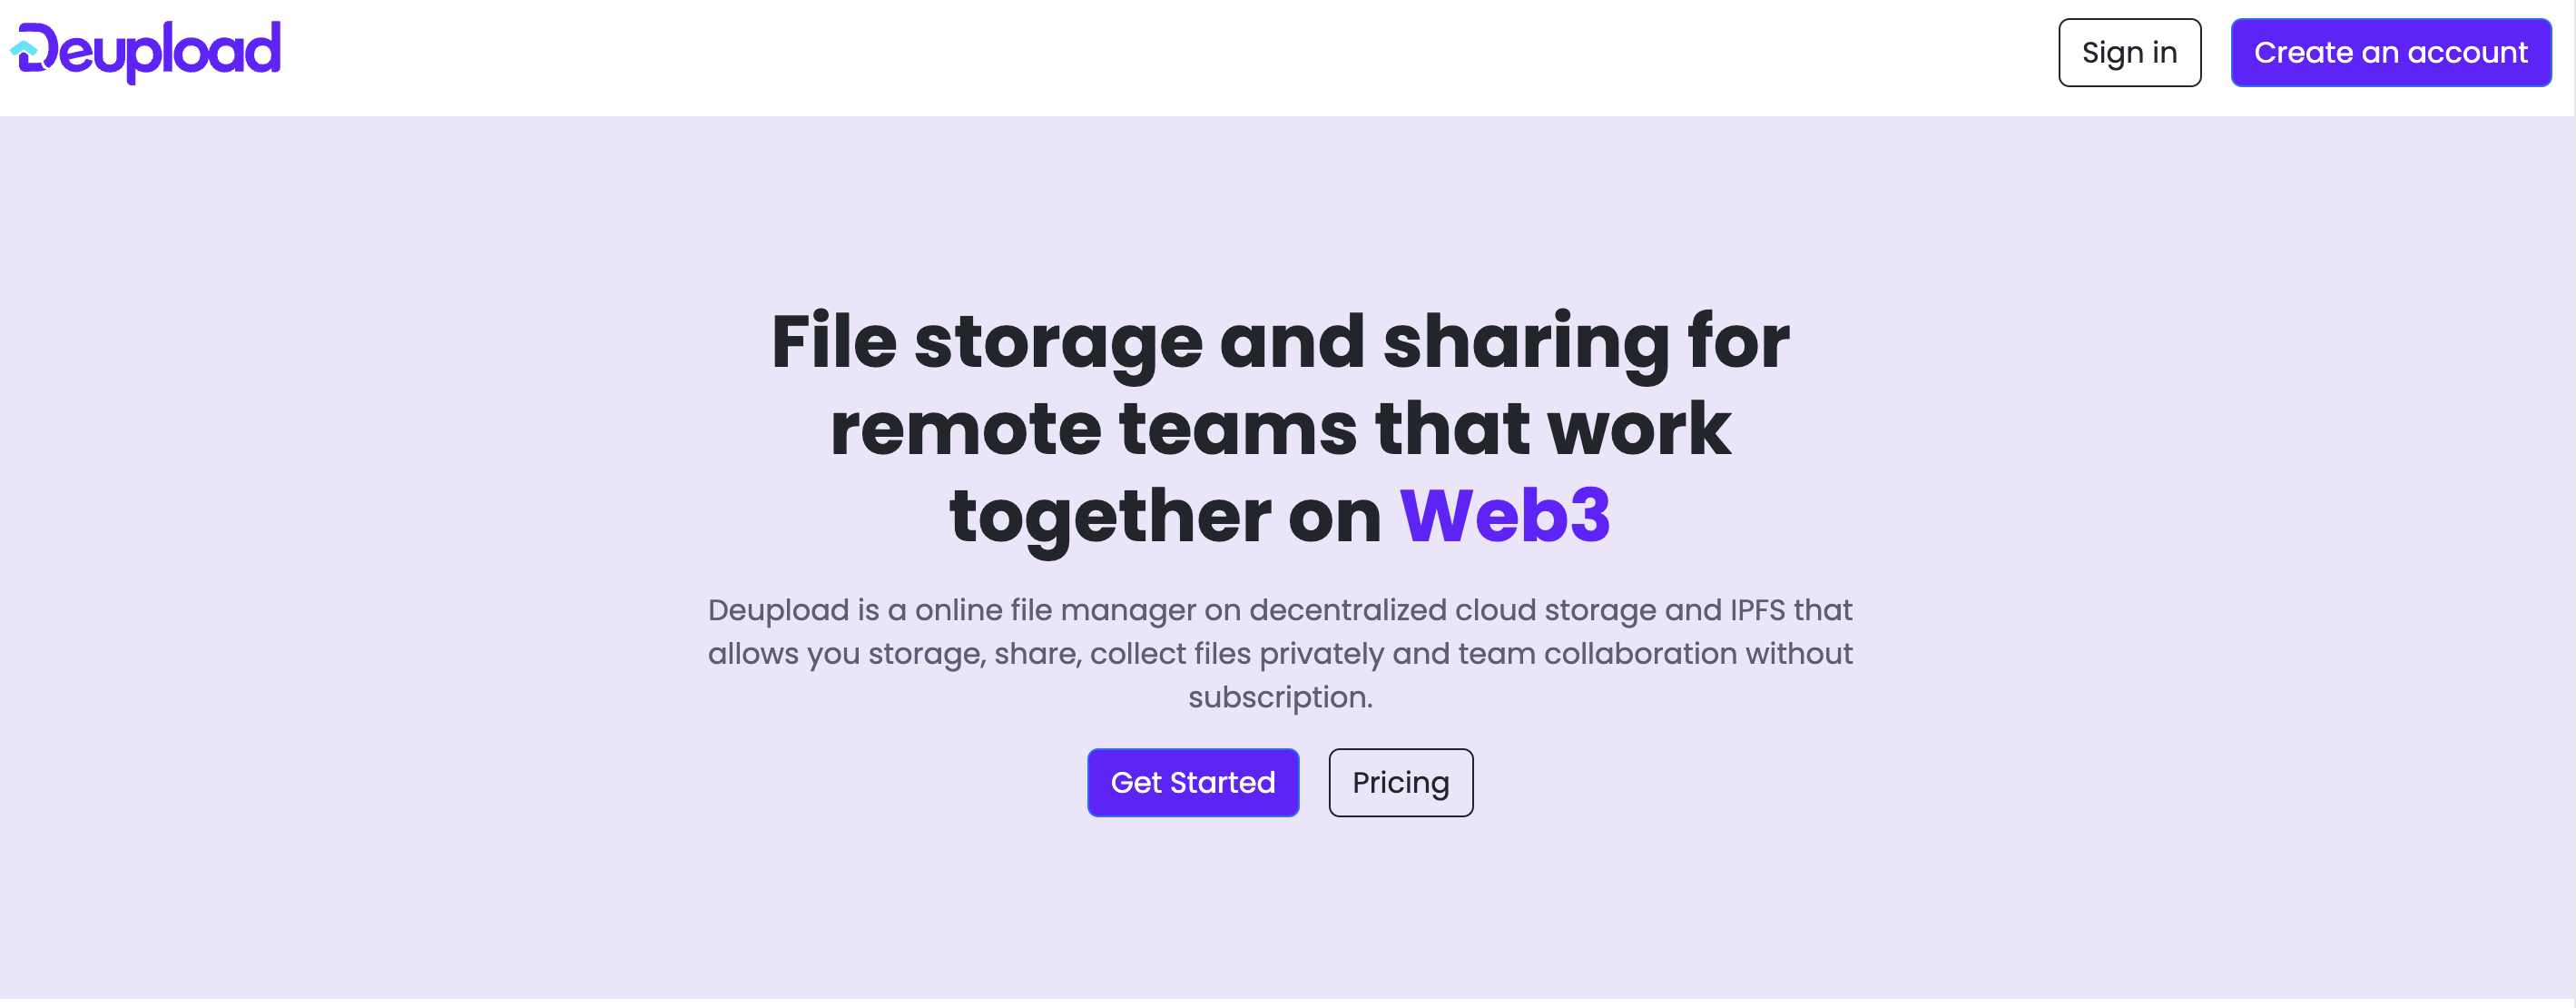 Deupload
Sign in
Create an account
File storage and sharing for
remote teams that work
together on Web3
Deupload is a online file manager on decentralized cloud storage and IPFS that
allows you storage, share, collect files privately and team collaboration without
subscription.
Get Started
Pricing